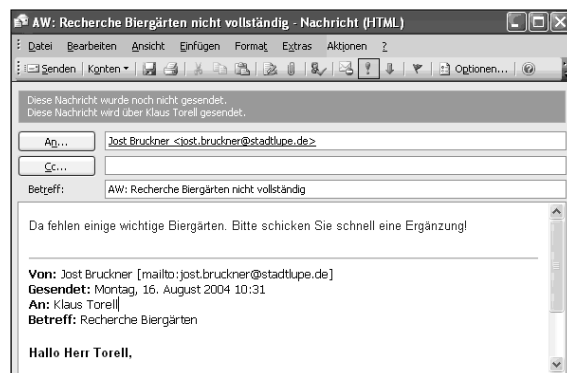 AW: Recherche Biergärten nicht vollständig - Nachricht (HTML)
Datei Bearbeiten Ansicht Einfügen Format Extras Aktionen ?
Senden Konten Optionen...
Diese Nachricht wurde noch nicht gesendet.
Diese Nachricht wird über Klaus Torell gesendet.
An... Jost Bruckner <jost.bruckner@stadtlupe.de>
Cc...
Betreff: AW: Recherche Biergärten nicht vollständig
Da fehlen einige wichtige Biergärten. Bitte schicken Sie schnell eine Ergänzung!
Von: Jost Bruckner [mailto:jost.bruckner@stadtlupe.de]
Gesendet: Montag, 16. August 2004 10:31
An: Klaus Torell
Betreff: Recherche Biergärten
Hallo Herr Torell,